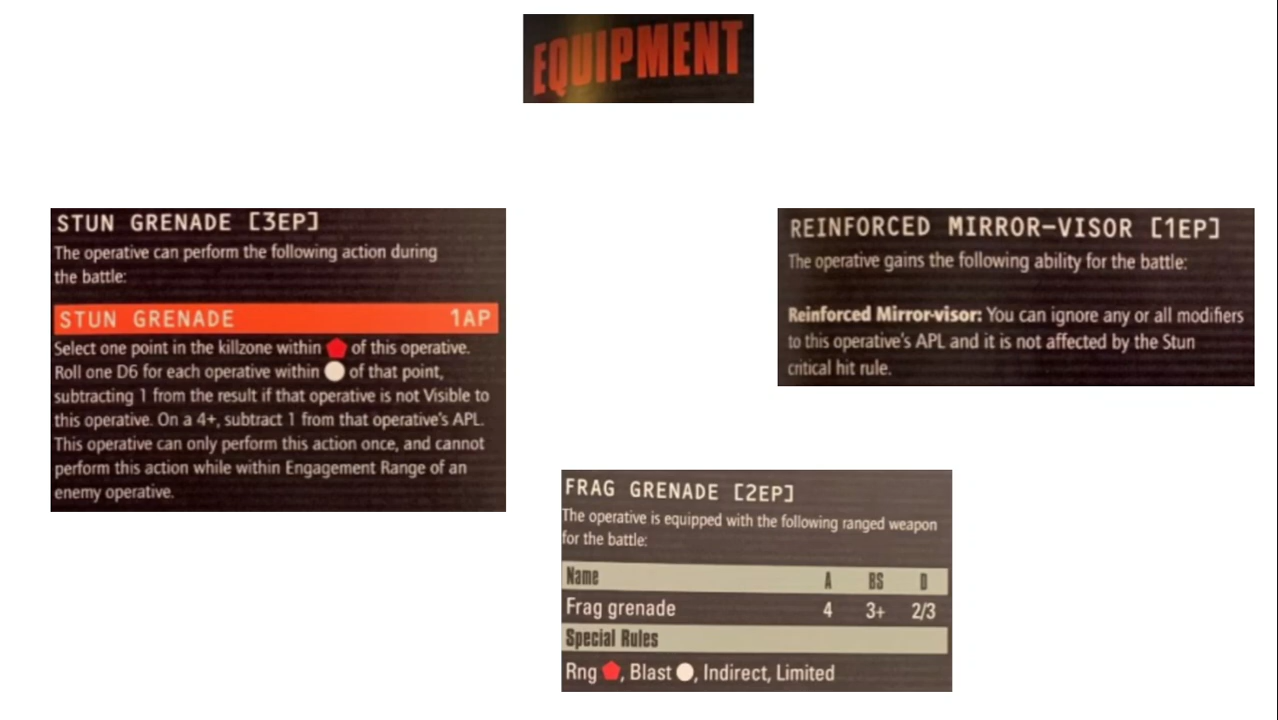 EQUIPMENT
STUN GRENADE [3EP]
The operative can perform the following action during
the battle:
STUN GRENADE 1AP
Select one point in the killzone within of this operative.
Roll one D6 for each operative within of that point,
subtracting 1 from the result if that operative is not Visible to
this operative. On a 4+, subtract 1 from that operative's APL.
This operative can only perform this action once, and cannot
perform this action while within Engagement Range of an
enemy operative.
REINFORCED MIRROR-VISOR [1EP]
The operative gains the following ability for the battle:
Reinforced Mirror-visor: You can ignore any or all modifiers
to this operative's APL and it is not affected by the Stun
critical hit rule.
FRAG GRENADE [2EP]
The operative is equipped with the following ranged weapon
for the battle:
Name A BS D
Frag grenade 4 3+ 2/3
Special Rules
Rng , Blast , Indirect, Limited